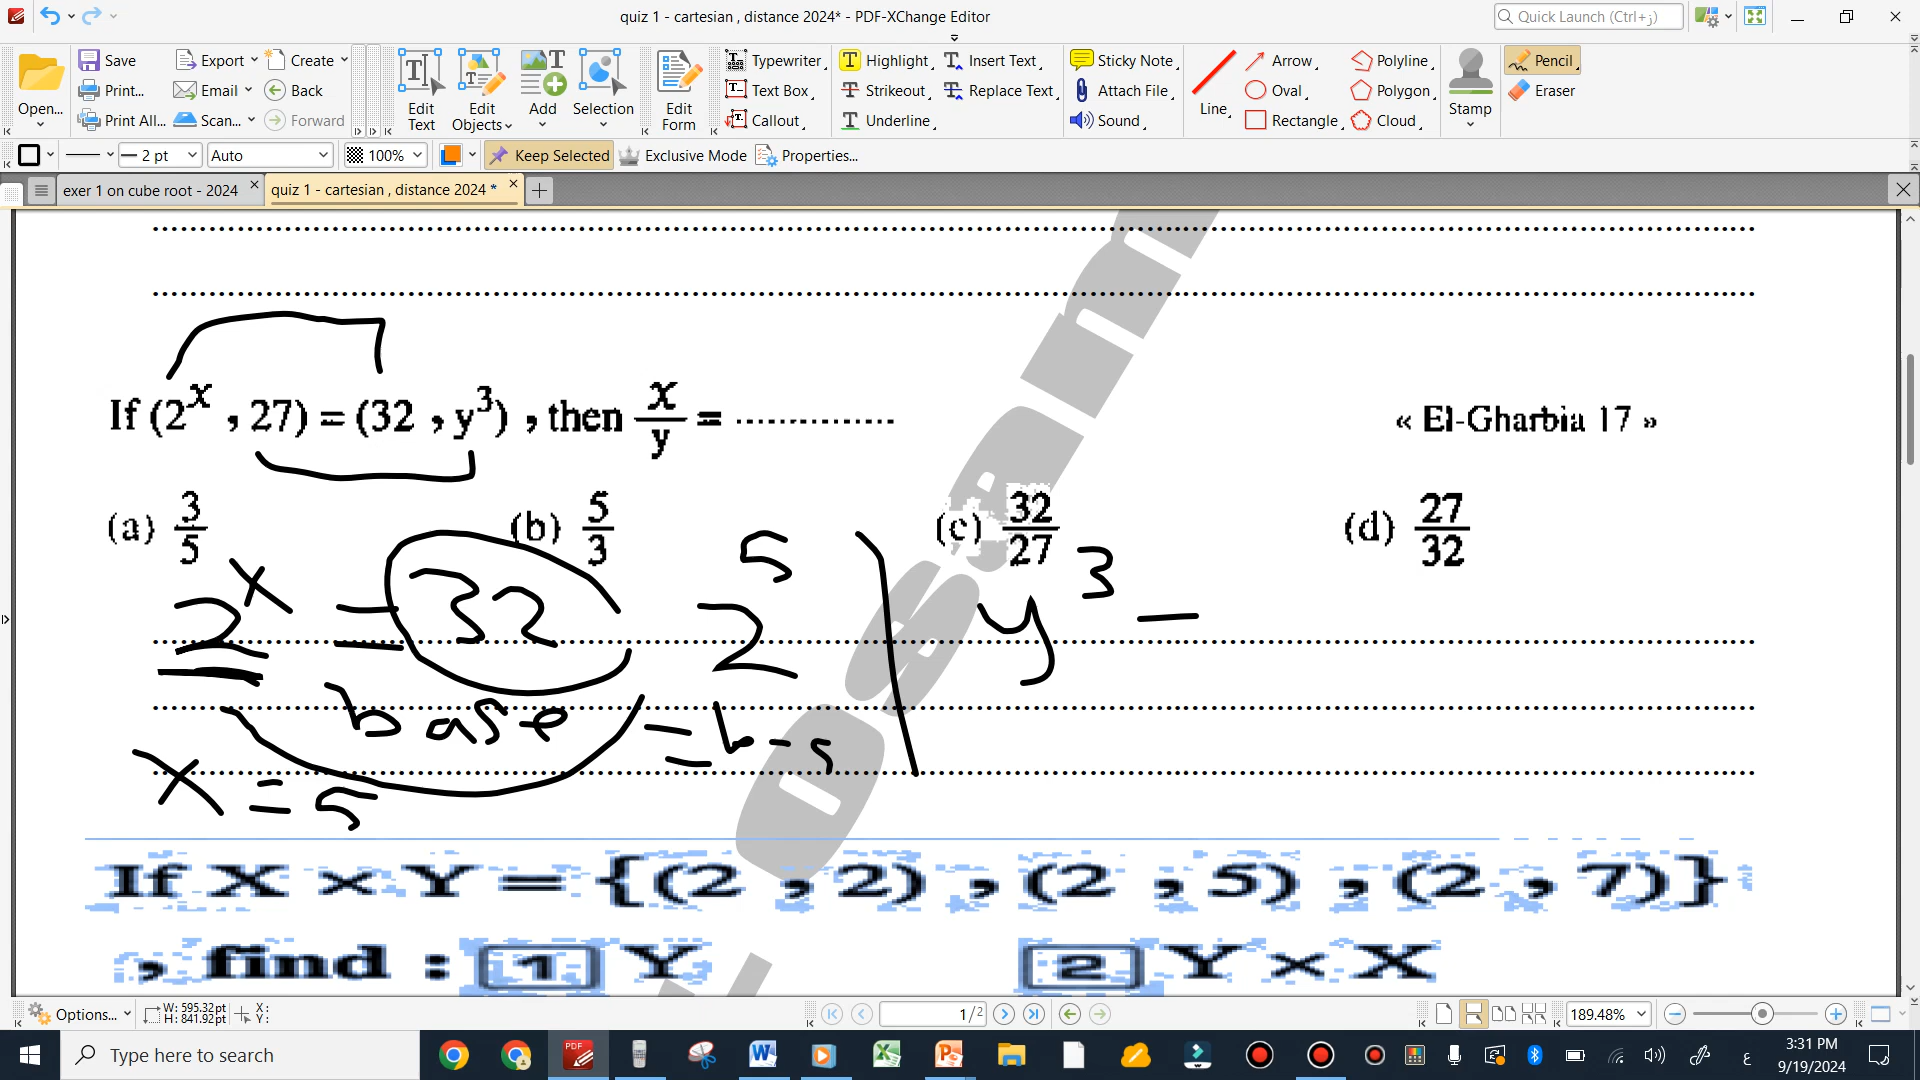 quiz 1 - cartesian , distance 2024* - PDF-XChange Editor
Quick Launch (Ctrl+ز)
Open...
Save
Print...
Print All...
Export
Email
Scan...
Create
Back
Forward
Edit Text
Edit Objects
Add
Selection
Edit Form
Typewriter
Text Box
Callout
Highlight
Strikeout
Underline
Insert Text
Replace Text
Sticky Note
Attach File
Sound
Line
Arrow
Oval
Rectangle
Polyline
Polygon
Cloud
Stamp
Pencil
Eraser
2 pt
Auto
100%
Keep Selected
Exclusive Mode
Properties...
exer 1 on cube root - 2024
quiz 1 - cartesian , distance 2024 *
If (2^x , 27) = (32 , y^3) , then x/y = ...............
« El-Gharbia 17 »
(a) 3/5 (b) 5/3 (c) 32/27 (d) 27/32
2^x = 32 2^5
y^3 =
base = b-s
x = 5
If X × Y = {(2 , 2) , (2 , 5) , (2 , 7)}
, find : 1 Y 2 Y × X
Options...
W: 595.32pt
H: 841.92pt
X:
Y:
1 / 2
189.48%
Type here to search
ع
3:31 PM
9/19/2024